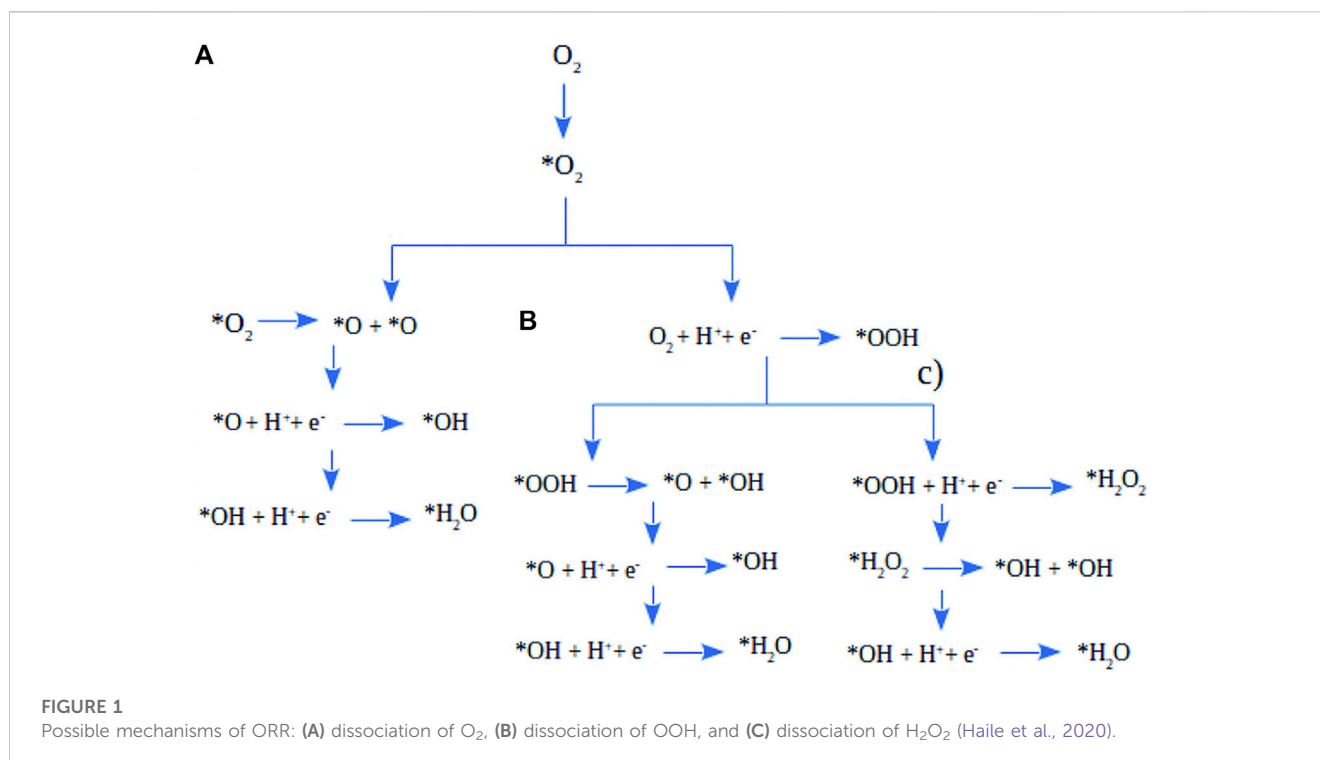 A
O₂
*O₂
*O₂ → *O + *O
B
O₂ + H⁺ + e⁻ → *OOH
c)
*O + H⁺ + e⁻ → *OH
*OOH → *O + *OH
*OOH + H⁺ + e⁻ → *H₂O₂
*OH + H⁺ + e⁻ → *H₂O
*O + H⁺ + e⁻ → *OH
*H₂O₂ → *OH + *OH
*OH + H⁺ + e⁻ → *H₂O
*OH + H⁺ + e⁻ → *H₂O
FIGURE 1
Possible mechanisms of ORR: (A) dissociation of O₂, (B) dissociation of OOH, and (C) dissociation of H₂O₂ (Haile et al., 2020).